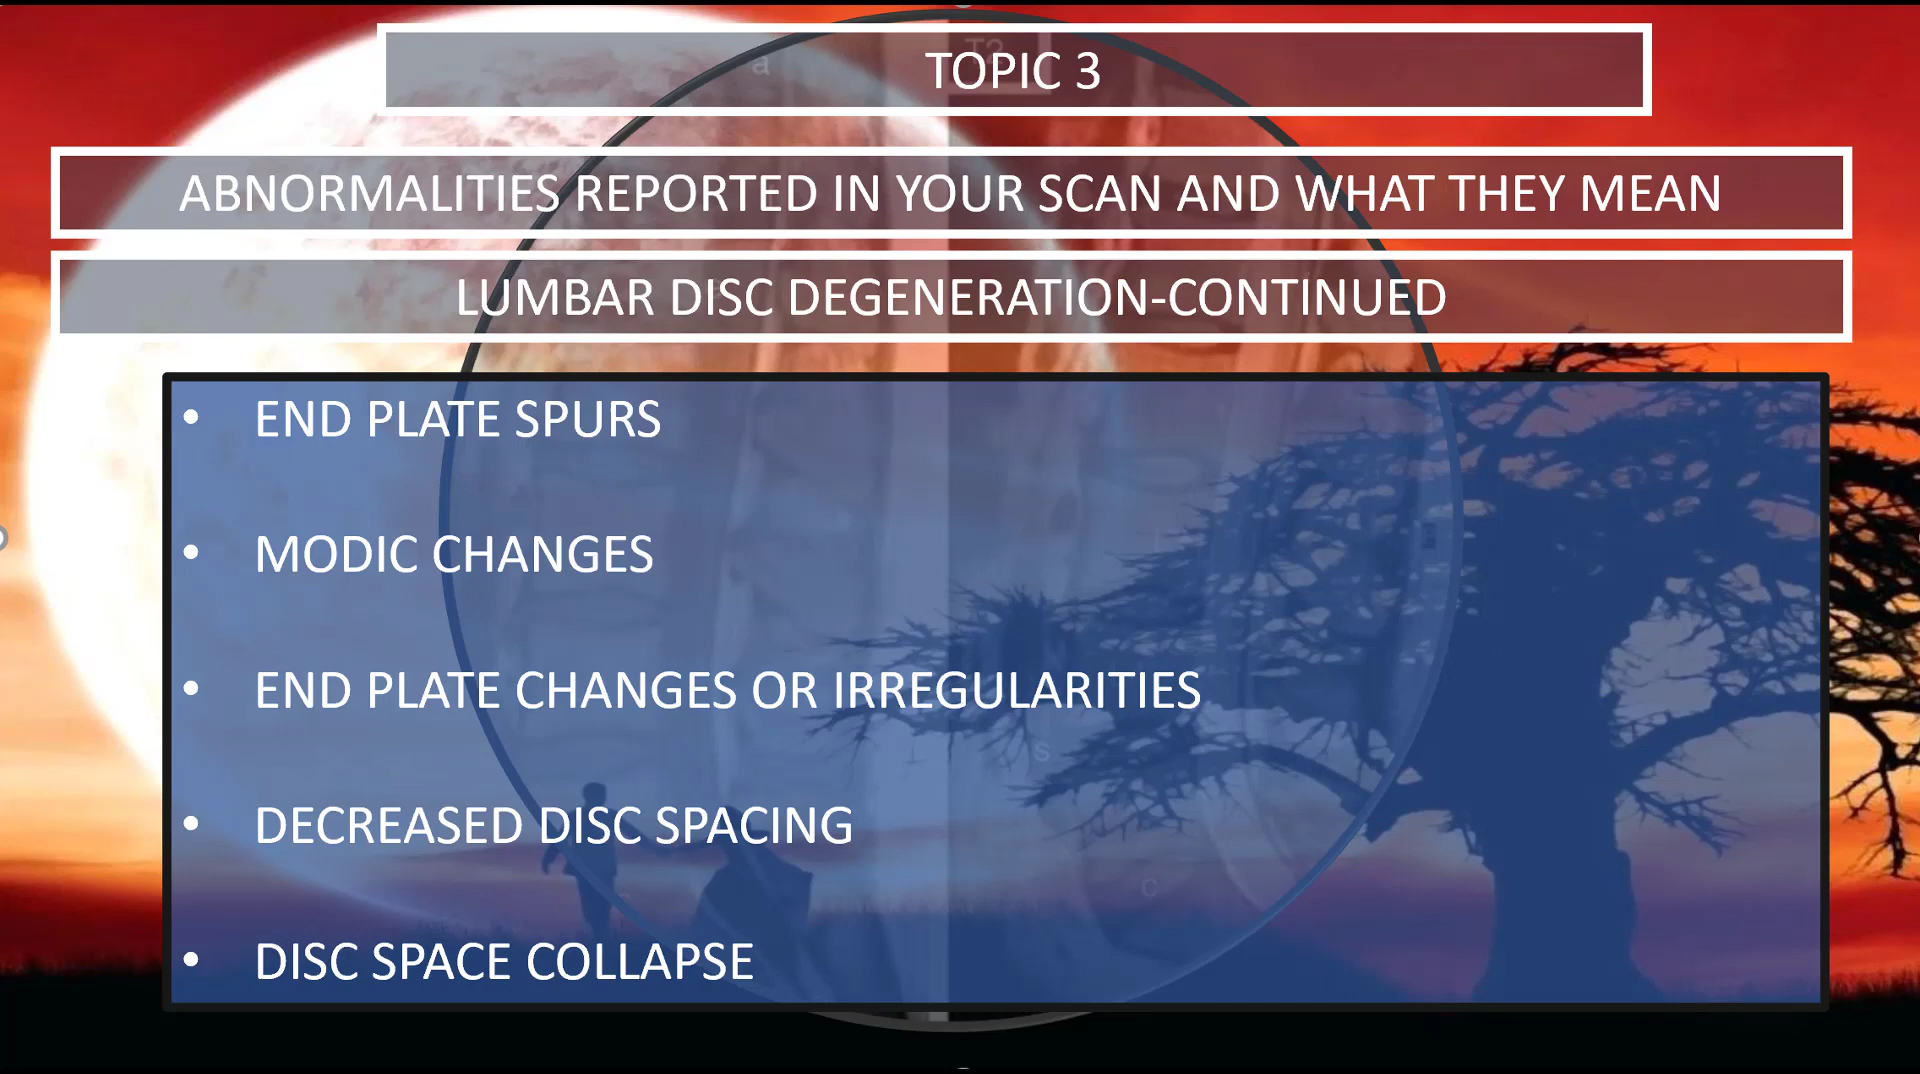 TOPIC 3
ABNORMALITIES REPORTED IN YOUR SCAN AND WHAT THEY MEAN
LUMBAR DISC DEGENERATION-CONTINUED
• END PLATE SPURS
• MODIC CHANGES
• END PLATE CHANGES OR IRREGULARITIES
• DECREASED DISC SPACING
• DISC SPACE COLLAPSE
T2
a
s
c